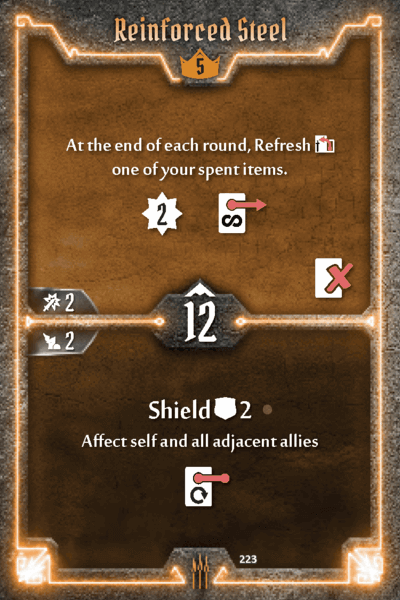 Reinforced Steel
5
At the end of each round, Refresh
one of your spent items.
2
2
12
2
Shield 2
Affect self and all adjacent allies
223